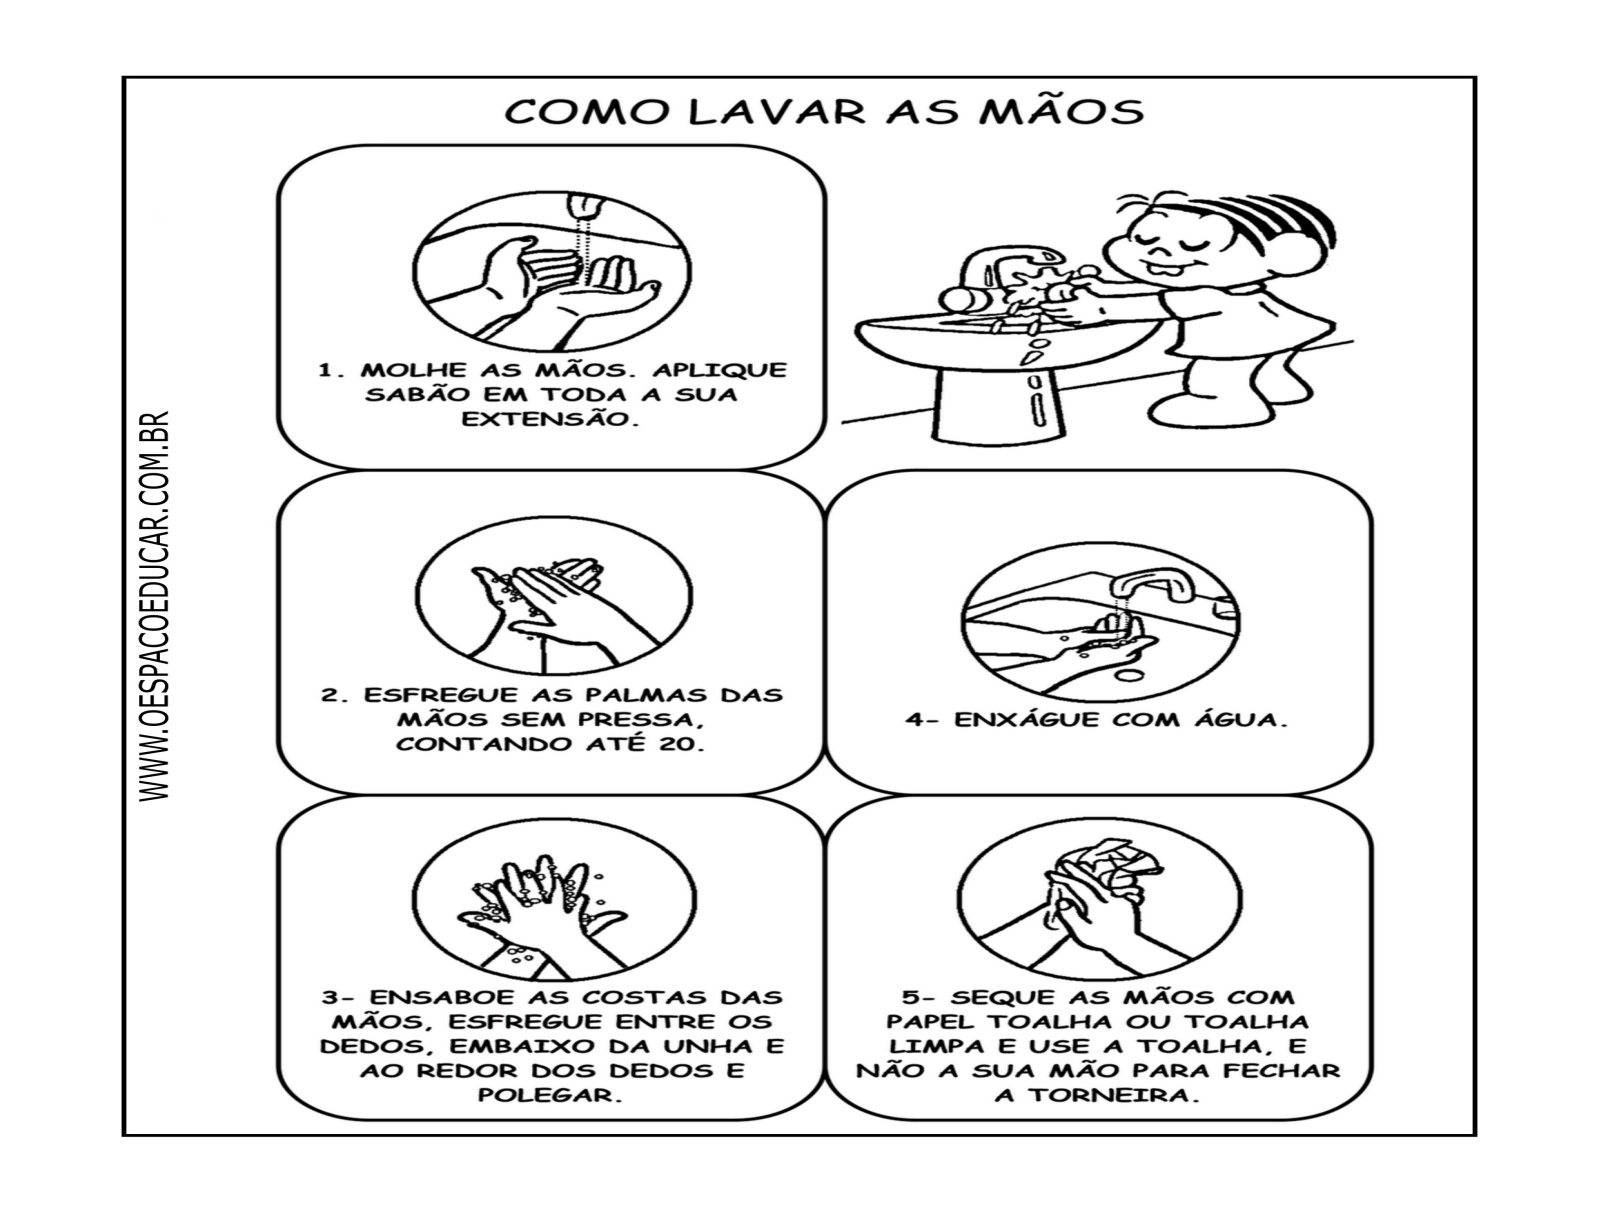 COMO LAVAR AS MÃOS
1. MOLHE AS MÃOS. APLIQUE
SABÃO EM TODA A SUA
EXTENSÃO.
2. ESFREGUE AS PALMAS DAS
MÃOS SEM PRESSA,
CONTANDO ATÉ 20.
3- ENSABOE AS COSTAS DAS
MÃOS, ESFREGUE ENTRE OS
DEDOS, EMBAIXO DA UNHA E
AO REDOR DOS DEDOS E
POLEGAR.
4- ENXÁGUE COM ÁGUA.
5- SEQUE AS MÃOS COM
PAPEL TOALHA OU TOALHA
LIMPA E USE A TOALHA, E
NÃO A SUA MÃO PARA FECHAR
A TORNEIRA.
WWW.OESPACOEDUCAR.COM.BR